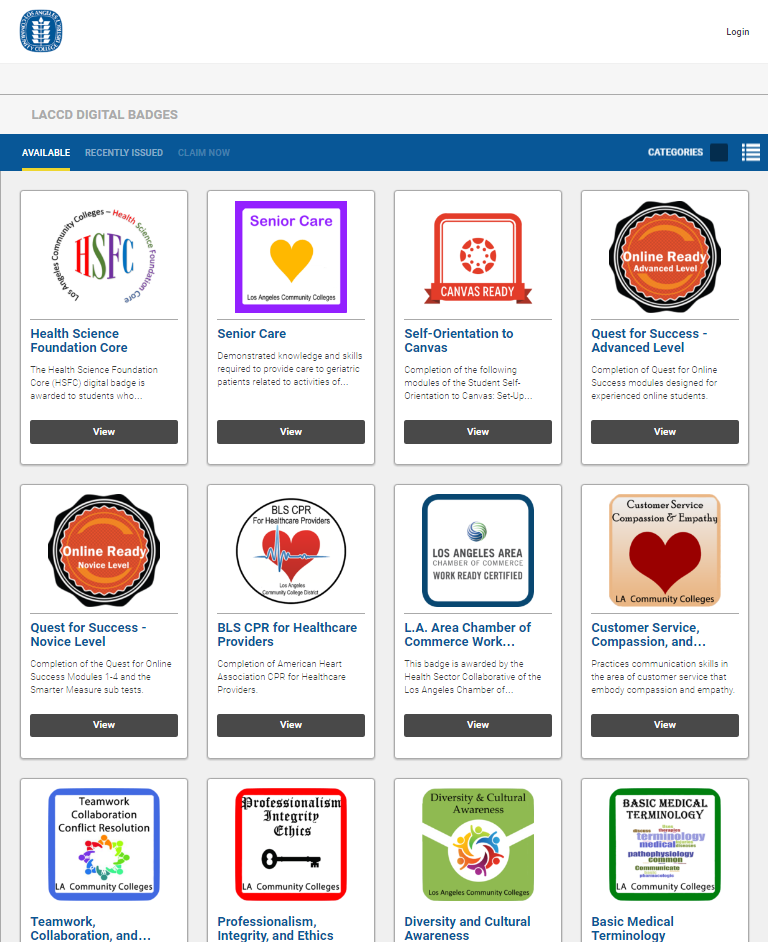 LOS ANGELES
COMMUNITY COLLEGE
Login
LACCD DIGITAL BADGES
AVAILABLE RECENTLY ISSUED CLAIM NOW CATEGORIES
Los Angeles Community Colleges – Health Science Foundation Core
HSFC
Health Science
Foundation Core
The Health Science Foundation
Core (HSFC) digital badge is
awarded to students who...
View
Senior Care
Los Angeles Community Colleges
Senior Care
Demonstrated knowledge and skills
required to provide care to geriatric
patients related to activities of...
View
CANVAS READY
Self-Orientation to
Canvas
Completion of the following
modules of the Student Self-
Orientation to Canvas: Set-Up...
View
Online Ready
Advanced Level
Quest for Success -
Advanced Level
Completion of Quest for Online
Success modules designed for
experienced online students.
View
Online Ready
Novice Level
Quest for Success -
Novice Level
Completion of the Quest for Online
Success Modules 1-4 and the
Smarter Measure sub tests.
View
BLS CPR
For Healthcare Providers
Los Angeles
Community College District
BLS CPR for Healthcare
Providers
Completion of American Heart
Association CPR for Healthcare
Providers.
View
LOS ANGELES AREA
CHAMBER OF COMMERCE
WORK READY CERTIFIED
L.A. Area Chamber of
Commerce Work...
This badge is awarded by the
Health Sector Collaborative of the
Los Angeles Chamber of...
View
Customer Service
Compassion & Empathy
LA Community Colleges
Customer Service,
Compassion, and...
Practices communication skills in
the area of customer service that
embody compassion and empathy.
View
Teamwork
Collaboration
Conflict Resolution
LA Community Colleges
Teamwork,
Collaboration, and...
Professionalism
Integrity
Ethics
LA Community Colleges
Professionalism,
Integrity, and Ethics
Diversity & Cultural
Awareness
Los Angeles Community Colleges
Diversity and Cultural
Awareness
BASIC MEDICAL
TERMINOLOGY
terminology
medical
pathophysiology
common
Communicate
LA Community Colleges
Basic Medical
Terminology